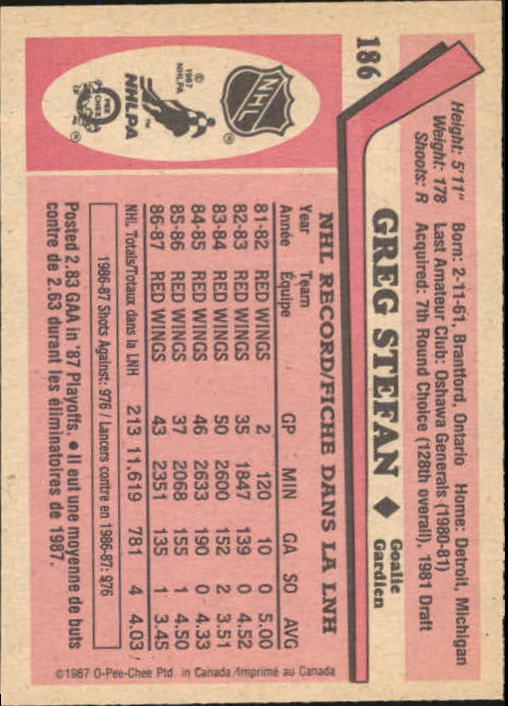 186
Height: 5'11"
Weight: 178
Shoots: R
Born: 2-11-61, Brantford, Ontario Home: Detroit, Michigan
Last Amateur Club: Oshawa Generals (1980-81)
Acquired: 7th Round Choice (128th overall), 1981 Draft
GREG STEFAN ♦ Goalie
Gardien
NHL
®
© 1987 NHLPA
NHLPA
™
O-PEE-CHEE
®
NHL RECORD/FICHE DANS LA LNH
Year Team GP MIN GA SO AVG
Année Équipe
81-82 RED WINGS 2 120 10 0 5.00
82-83 RED WINGS 35 1847 139 0 4.52
83-84 RED WINGS 50 2600 152 2 3.51
84-85 RED WINGS 46 2633 190 0 4.33
85-86 RED WINGS 37 2068 155 1 4.50
86-87 RED WINGS 43 2351 135 1 3.45
NHL Totals/Totaux dans la LNH 213 11,619 781 4 4.03
1986-87 Shots Against: 976 / Lancers contre en 1986-87: 976
Posted 2.83 GAA in '87 Playoffs. • Il eut une moyenne de buts
contre de 2.63 durant les éliminatoires de 1987.
©1987 O-Pee-Chee Ptd. in Canada/Imprimé au Canada